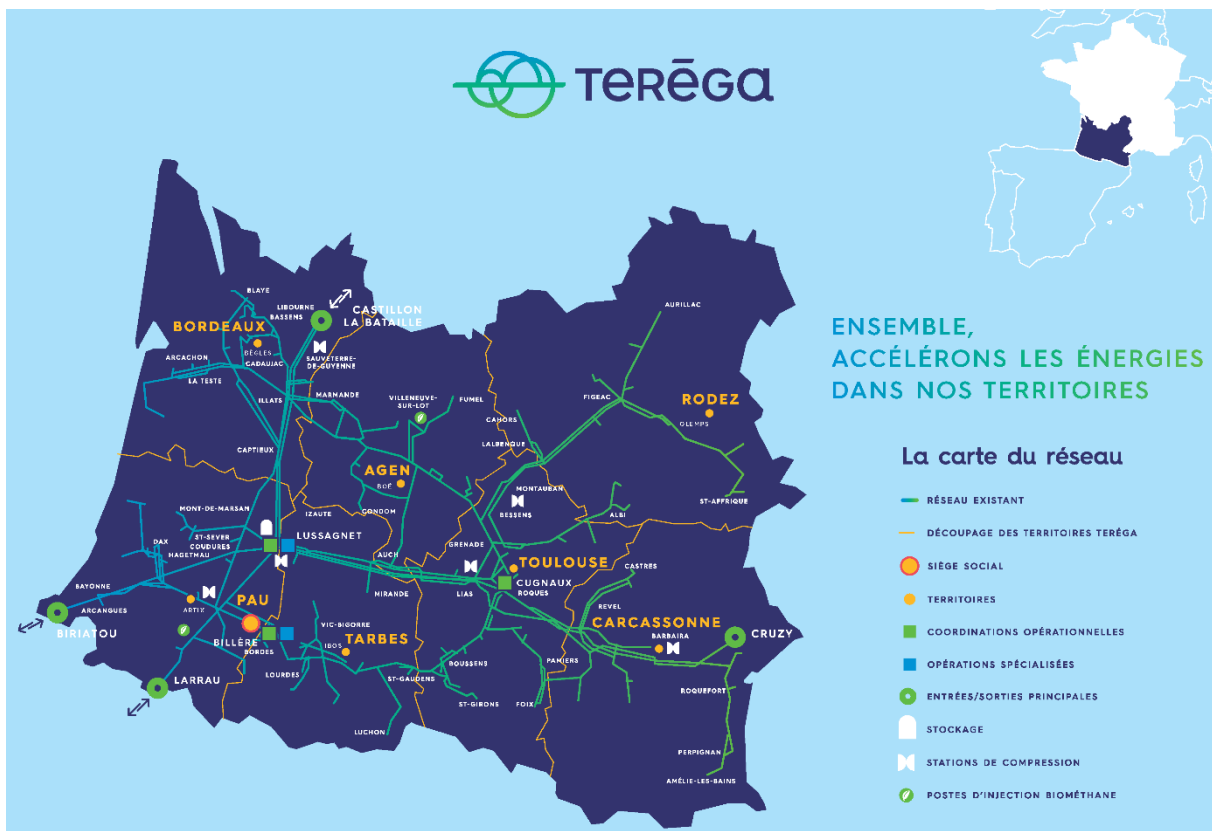 TERĒGA
ENSEMBLE,
ACCÉLÉRONS LES ÉNERGIES
DANS NOS TERRITOIRES
La carte du réseau
RÉSEAU EXISTANT
DÉCOUPAGE DES TERRITOIRES TERÉGA
SIÈGE SOCIAL
TERRITOIRES
COORDINATIONS OPÉRATIONNELLES
OPÉRATIONS SPÉCIALISÉES
ENTRÉES/SORTIES PRINCIPALES
STOCKAGE
STATIONS DE COMPRESSION
POSTES D'INJECTION BIOMÉTHANE
BLAYE
LIBOURNE
BASSENS
CASTILLON
LA BATAILLE
BORDEAUX
BÈGLES
CADAUJAC
SAUVETERRE-
DE-GUYENNE
ARCACHON
LA TESTE
ILLATS
MARMANDE
VILLENEUVE-
SUR-LOT
FUMEL
AURILLAC
FIGEAC
RODEZ
OLEMPS
CAHORS
LALBENQUE
CAPTIEUX
AGEN
BOÉ
MONTAUBAN
BESSENS
ST-AFFRIQUE
MONT-DE-MARSAN
IZAUTE
CONDOM
ALBI
ST-SEVER
COUDURES
HAGETMAU
LUSSAGNET
DAX
GRENADE
AUCH
TOULOUSE
CUGNAUX
ROQUES
CASTRES
BAYONNE
ARCANGUES
ARTIX
MIRANDE
LIAS
REVEL
BIRIATOU
PAU
BILLÈRE
BORDES
VIC-BIGORRE
IBOS
TARBES
CARCASSONNE
BARBAIRA
CRUZY
LARRAU
LOURDES
ST-GAUDENS
BOUSSENS
PAMIERS
ST-GIRONS
FOIX
ROQUEFORT
LUCHON
PERPIGNAN
AMÉLIE-LES-BAINS